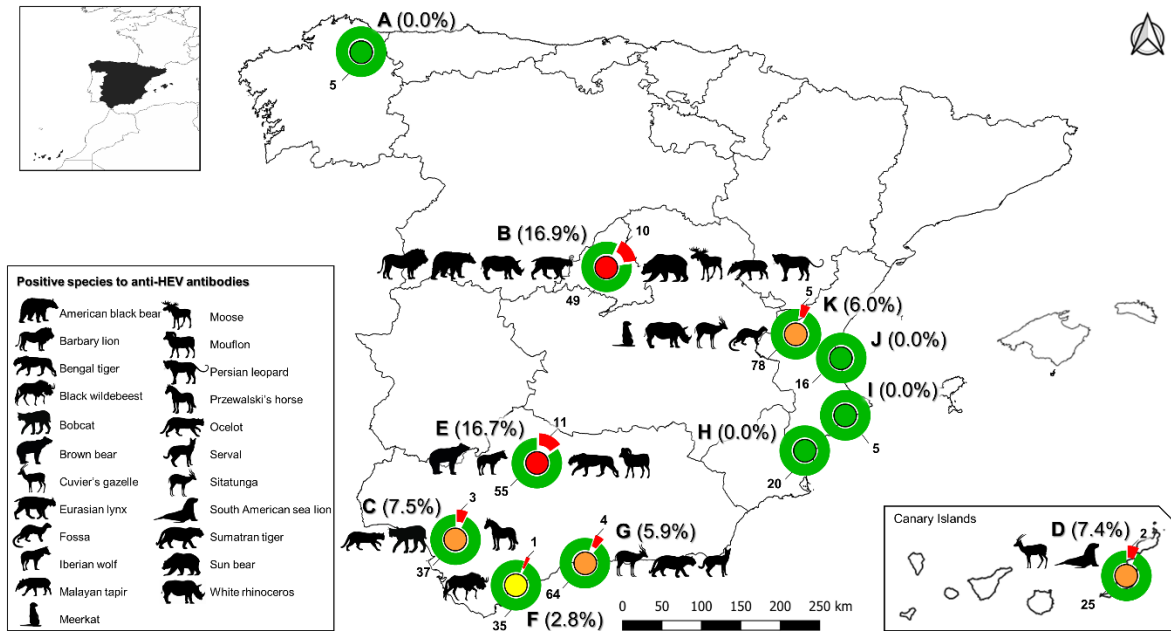 A (0.0%)
5
B (16.9%)
10
49
5
K (6.0%)
78
J (0.0%)
16
I (0.0%)
5
H (0.0%)
20
E (16.7%)
11
55
C (7.5%)
3
37
1
35
F (2.8%)
4
G (5.9%)
64
0 50 100 150 200 250 km
Canary Islands
D (7.4%)
2
25
Positive species to anti-HEV antibodies
American black bear
Barbary lion
Bengal tiger
Black wildebeest
Bobcat
Brown bear
Cuvier's gazelle
Eurasian lynx
Fossa
Iberian wolf
Malayan tapir
Meerkat
Moose
Mouflon
Persian leopard
Przewalski's horse
Ocelot
Serval
Sitatunga
South American sea lion
Sumatran tiger
Sun bear
White rhinoceros